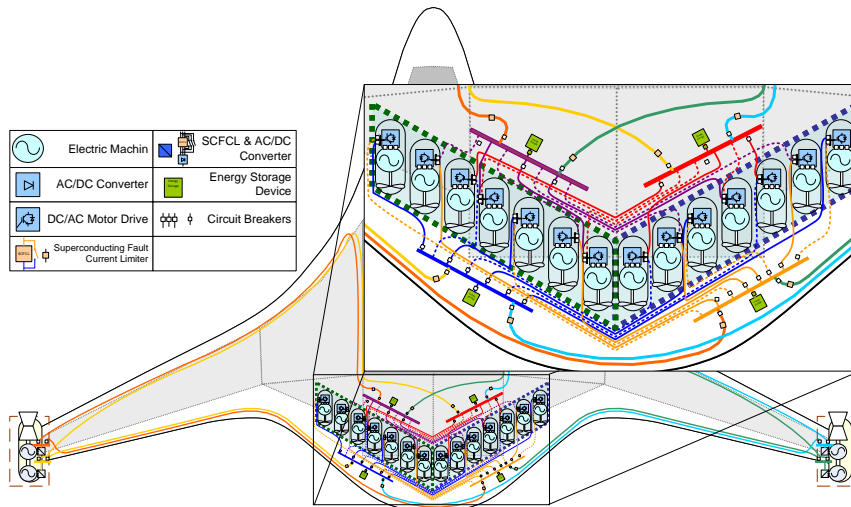 Electric Machin
SCFCL & AC/DC
Converter
AC/DC Converter
Energy Storage
Device
DC/AC Motor Drive
Circuit Breakers
Superconducting Fault
Current Limiter